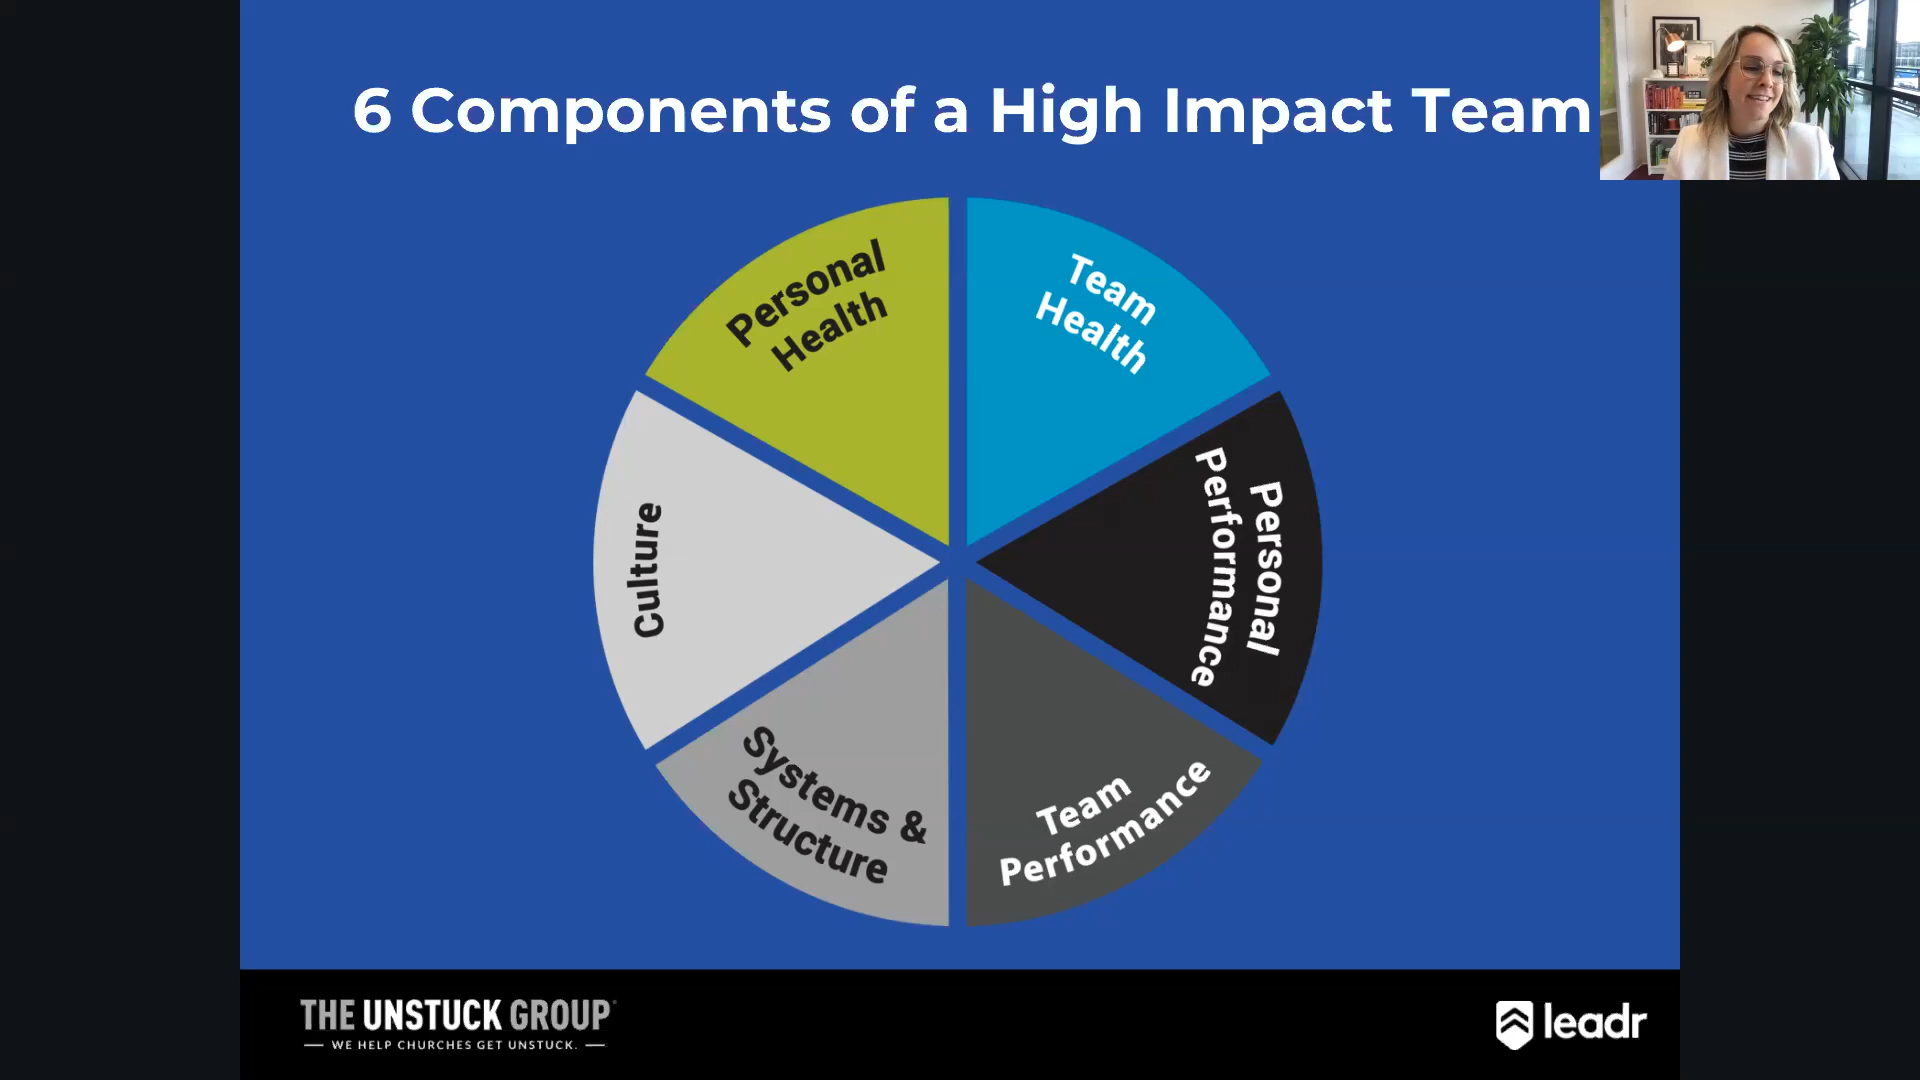 6 Components of a High Impact Team
Personal
Health
Team
Health
Personal
Performance
Team
Performance
Systems &
Structure
Culture
THE UNSTUCK GROUP
WE HELP CHURCHES GET UNSTUCK.
leadr